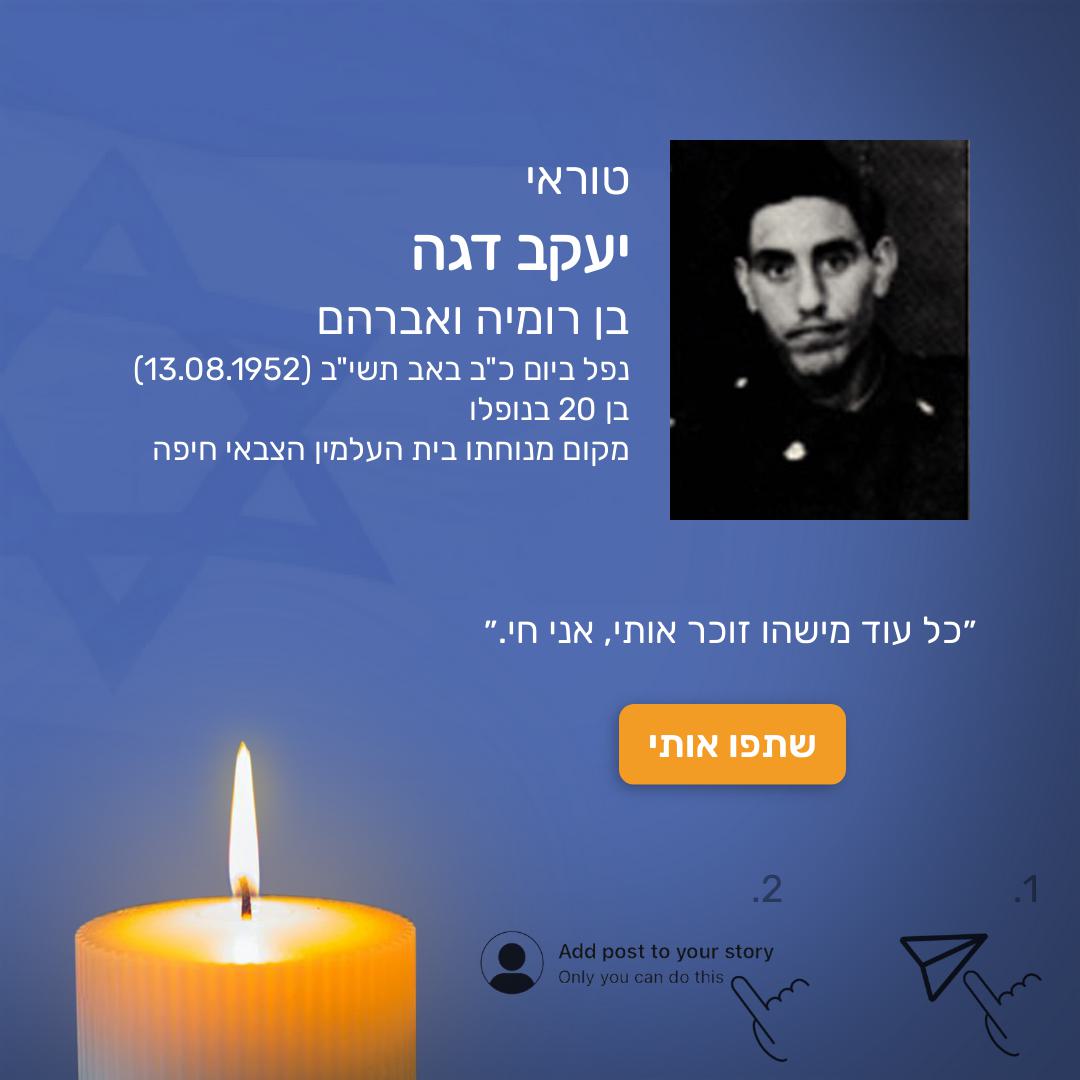 טוראי
יעקב דגה
בן רומיה ואברהם
נפל ביום כ"ב באב תשי"ב (13.08.1952)
בן 20 בנופלו
מקום מנוחתו בית העלמין הצבאי חיפה
״כל עוד מישהו זוכר אותי, אני חי.״
שתפו אותי
.1
.2
Add post to your story
Only you can do this